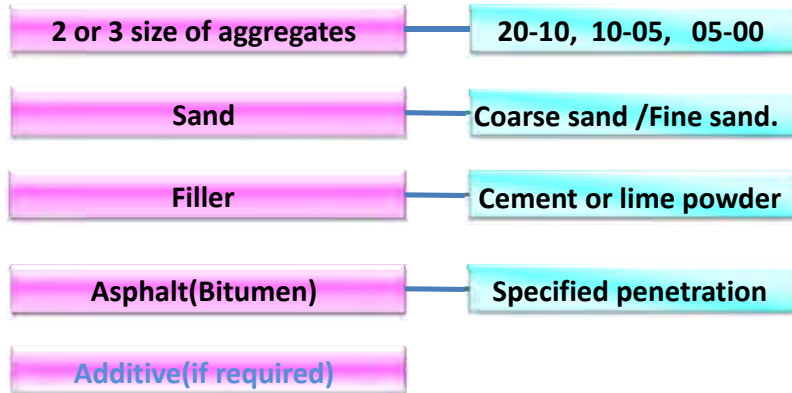 2 or 3 size of aggregates
20-10, 10-05, 05-00
Sand
Coarse sand /Fine sand.
Filler
Cement or lime powder
Asphalt(Bitumen)
Specified penetration
Additive(if required)